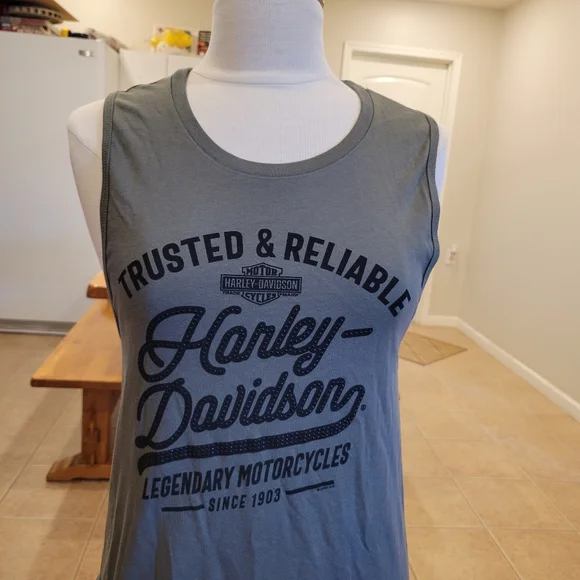 TRUSTED & RELIABLE
MOTOR
HARLEY-DAVIDSON
CYCLES
Harley-
Davidson
LEGENDARY MOTORCYCLES
SINCE 1903